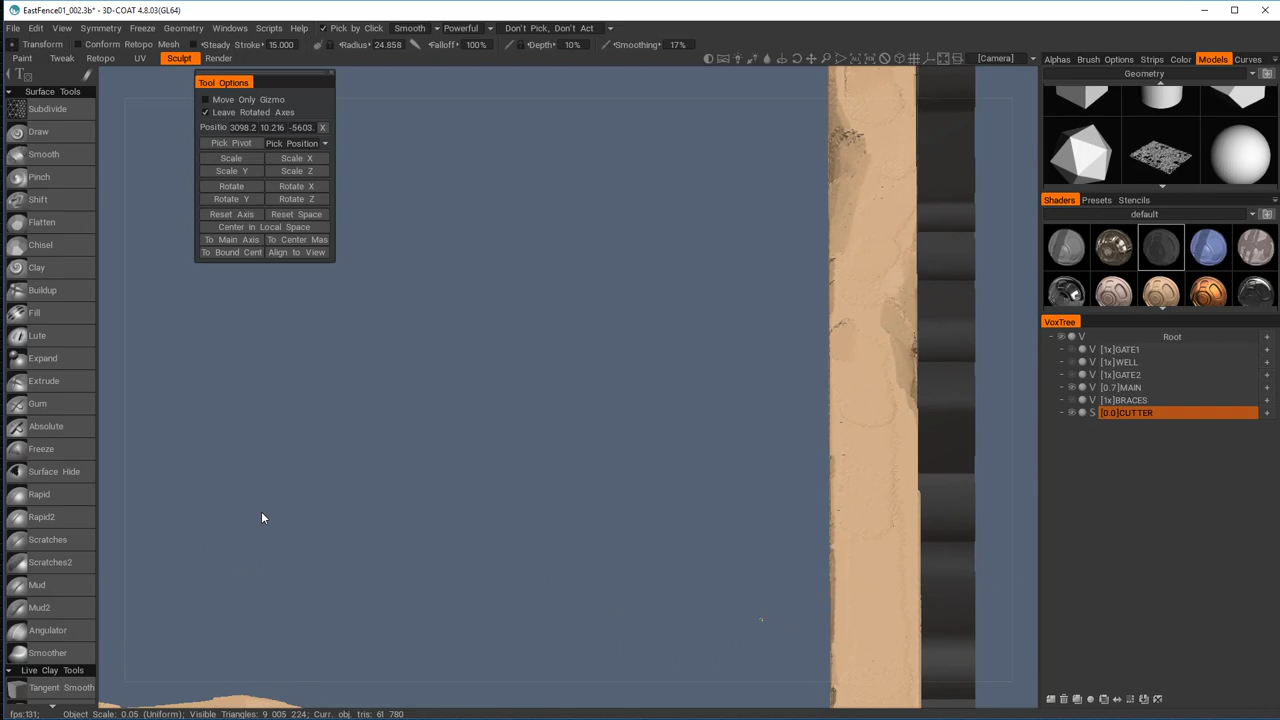 EastFence01_002.3b* - 3D-COAT 4.8.03(GL64)
File Edit View Symmetry Freeze Geometry Windows Scripts Help Pick by Click Smooth Powerful Don't Pick, Don't Act
Transform Conform Retopo Mesh Steady Stroke 15.000 Radius 24.858 Falloff 100% Depth 10% Smoothing 17%
Paint Tweak Retopo UV Sculpt Render [Camera] Alphas Brush Options Strips Color Models Curves
Surface Tools
Subdivide
Draw
Smooth
Pinch
Shift
Flatten
Chisel
Clay
Buildup
Fill
Lute
Expand
Extrude
Gum
Absolute
Freeze
Surface Hide
Rapid
Rapid2
Scratches
Scratches2
Mud
Mud2
Angulator
Smoother
Live Clay Tools
Tangent Smooth
Tool Options
Move Only Gizmo
Leave Rotated Axes
Positio 3098.2 10.216 -5603. X
Pick Pivot Pick Position
Scale Scale X
Scale Y Scale Z
Rotate Rotate X
Rotate Y Rotate Z
Reset Axis Reset Space
Center in Local Space
To Main Axis To Center Mas
To Bound Cent Align to View
Geometry
Shaders Presets Stencils
default
VoxTree
V Root +
V [1x]GATE1 +
V [1x]WELL +
V [1x]GATE2 +
V [0.7]MAIN +
V [1x]BRACES +
S [0.0]CUTTER +
fps:131; Object Scale: 0.05 (Uniform); Visible Triangles: 9 005 224; Curr. obj. tris: 61 780